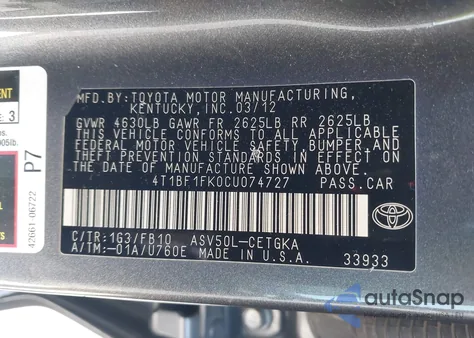 MFD.BY:TOYOTA MOTOR MANUFACTURING,
KENTUCKY, INC. 03/12
GVWR 4630LB GAWR FR 2625LB RR 2625LB
THIS VEHICLE CONFORMS TO ALL APPLICABLE
FEDERAL MOTOR VEHICLE SAFETY, BUMPER, AND
THEFT PREVENTION STANDARDS IN EFFECT ON
THE DATE OF MANUFACTURE SHOWN ABOVE.
4T1BF1FK0CU074727 PASS.CAR
C/TR:1G3/FB10 ASV50L-CETGKA
A/TM:-01A/U760E MADE IN U.S.A. 33933
TOYOTA
3
P7
42661-06722
autaSnap